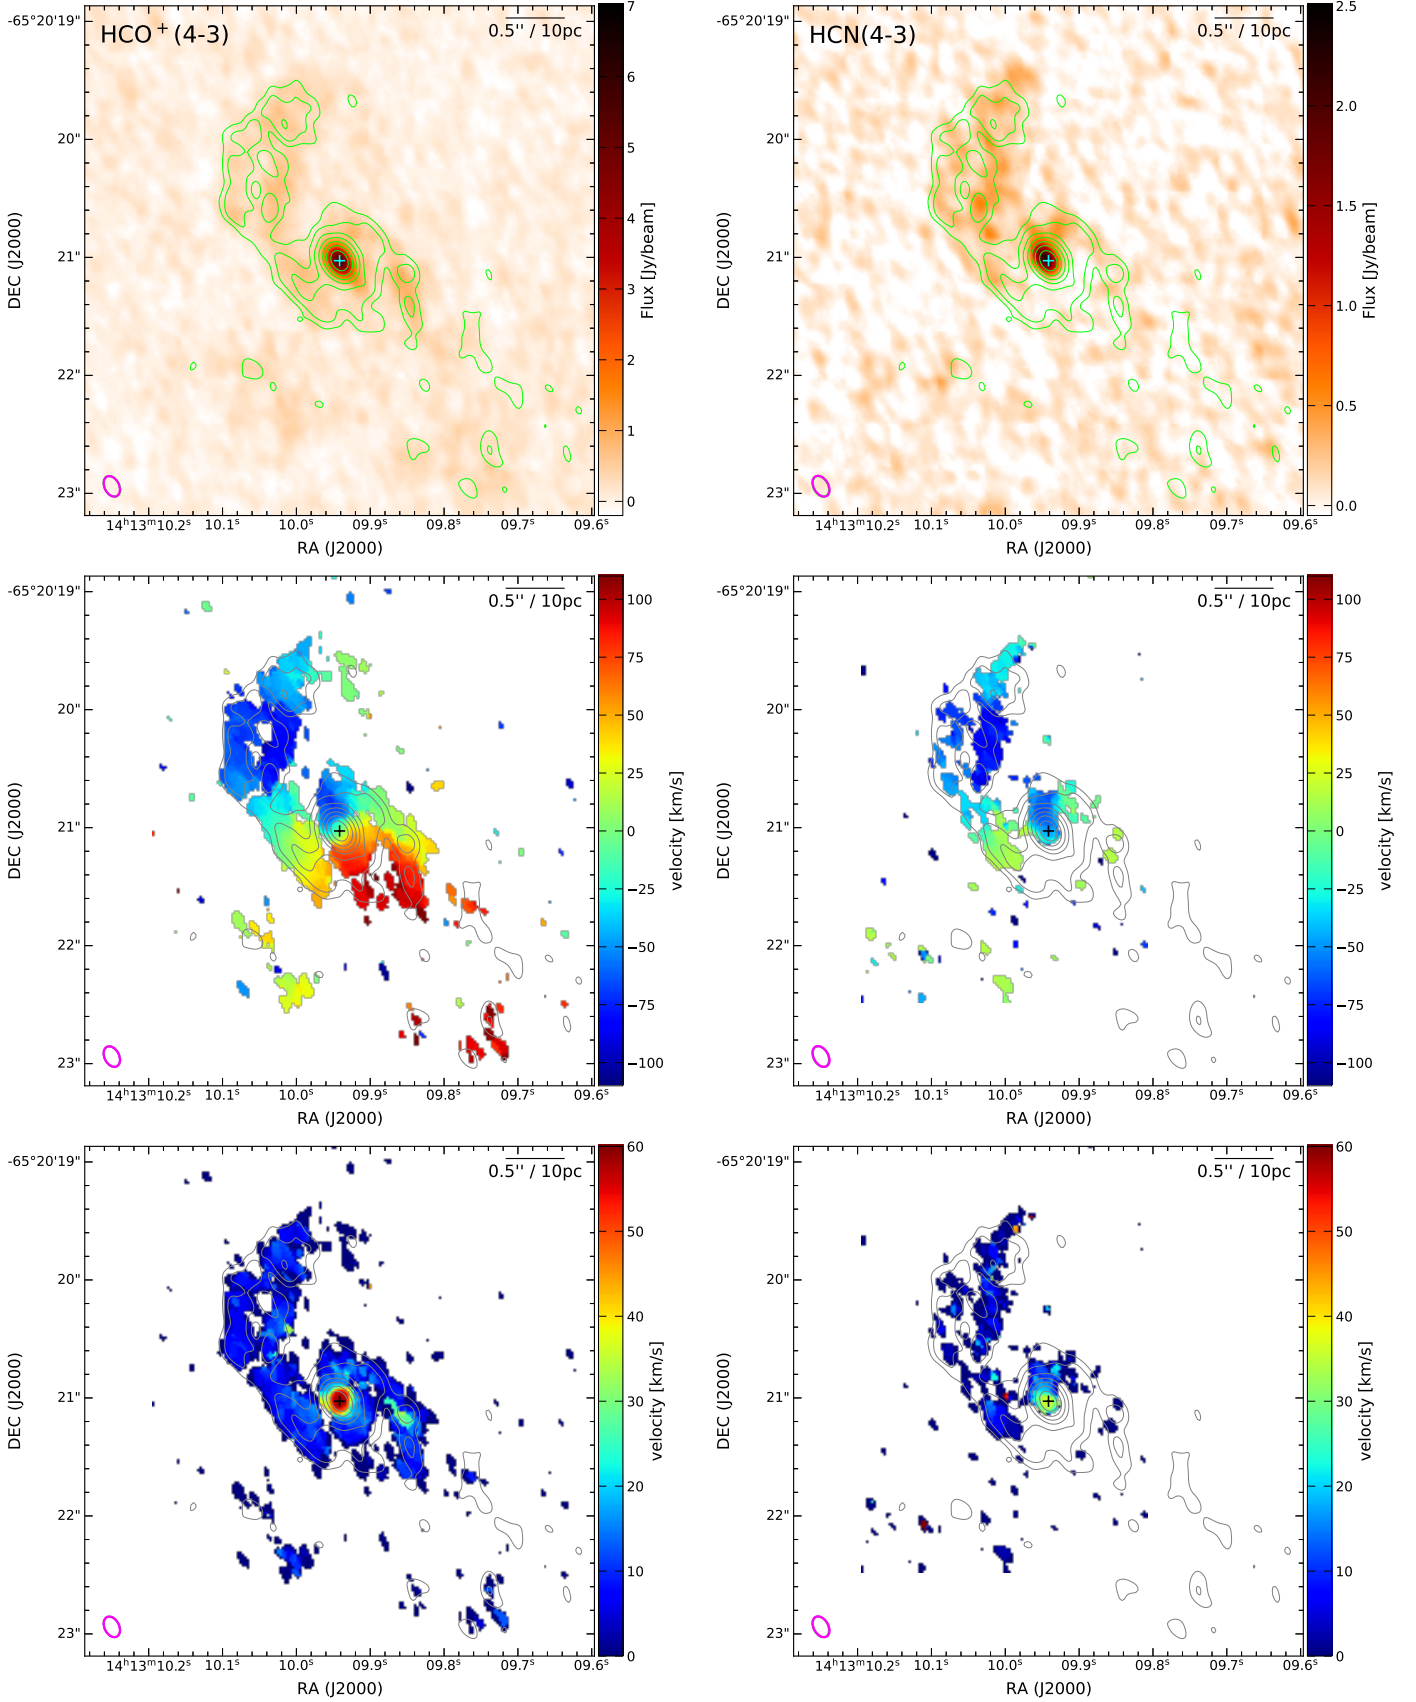 HCO+(4-3)
0.5'' / 10pc
-65°20'19"
20"
21"
22"
23"
DEC (J2000)
14h13m10.2s 10.1s 10.0s 09.9s 09.8s 09.7s 09.6s
RA (J2000)
7
6
5
4
3
2
1
0
Flux [Jy/beam]
HCN(4-3)
0.5'' / 10pc
-65°20'19"
20"
21"
22"
23"
DEC (J2000)
14h13m10.2s 10.1s 10.0s 09.9s 09.8s 09.7s 09.6s
RA (J2000)
2.5
2.0
1.5
1.0
0.5
0.0
Flux [Jy/beam]
0.5'' / 10pc
-65°20'19"
20"
21"
22"
23"
DEC (J2000)
14h13m10.2s 10.1s 10.0s 09.9s 09.8s 09.7s 09.6s
RA (J2000)
100
75
50
25
0
−25
−50
−75
−100
velocity [km/s]
0.5'' / 10pc
-65°20'19"
20"
21"
22"
23"
DEC (J2000)
14h13m10.2s 10.1s 10.0s 09.9s 09.8s 09.7s 09.6s
RA (J2000)
100
75
50
25
0
−25
−50
−75
−100
velocity [km/s]
0.5'' / 10pc
-65°20'19"
20"
21"
22"
23"
DEC (J2000)
14h13m10.2s 10.1s 10.0s 09.9s 09.8s 09.7s 09.6s
RA (J2000)
60
50
40
30
20
10
0
velocity [km/s]
0.5'' / 10pc
-65°20'19"
20"
21"
22"
23"
DEC (J2000)
14h13m10.2s 10.1s 10.0s 09.9s 09.8s 09.7s 09.6s
RA (J2000)
60
50
40
30
20
10
0
velocity [km/s]